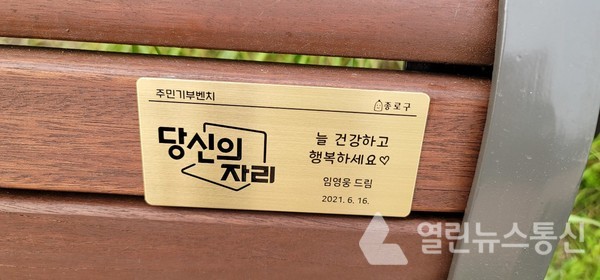 주민기부벤치
종로구
당신의
자리
늘 건강하고
행복하세요♡
임영웅 드림
2021. 6. 16.
열린뉴스통신